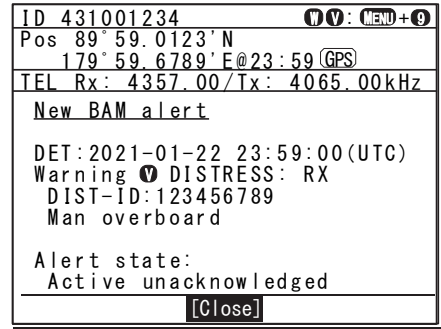 ID 431001234 W V: MENU+9
Pos 89°59.0123'N
179°59.6789'E@23:59 GPS
TEL Rx: 4357.00/Tx: 4065.00kHz
New BAM alert
DET:2021-01-22 23:59:00(UTC)
Warning V DISTRESS: RX
DIST-ID:123456789
Man overboard
Alert state:
Active unacknowledged
[Close]